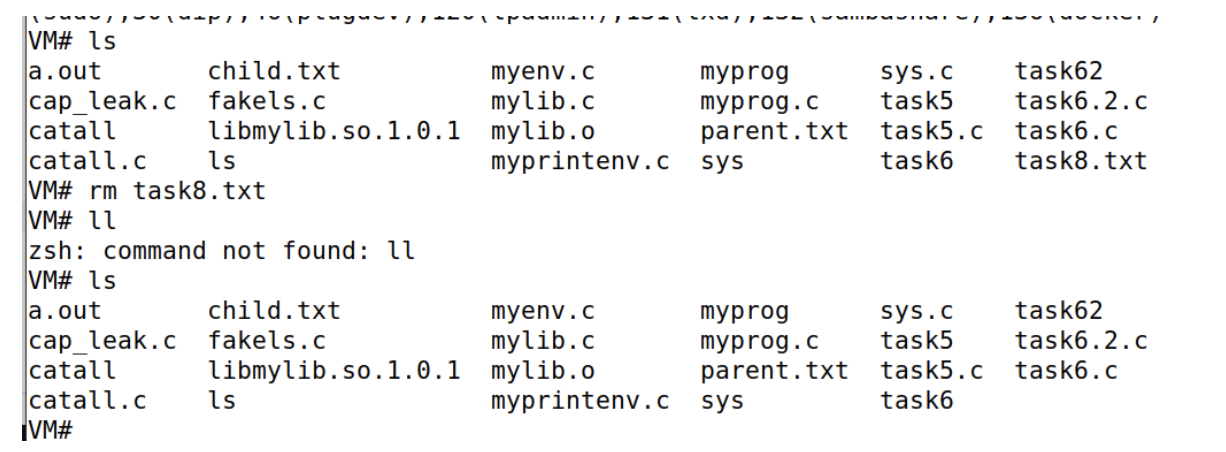 VM# ls
a.out       child.txt          myenv.c       myprog      sys.c    task62
cap_leak.c  fakels.c           mylib.c       myprog.c    task5    task6.2.c
catall      libmylib.so.1.0.1  mylib.o       parent.txt  task5.c  task6.c
catall.c    ls                 myprintenv.c  sys         task6    task8.txt
VM# rm task8.txt
VM# ll
zsh: command not found: ll
VM# ls
a.out       child.txt          myenv.c       myprog      sys.c    task62
cap_leak.c  fakels.c           mylib.c       myprog.c    task5    task6.2.c
catall      libmylib.so.1.0.1  mylib.o       parent.txt  task5.c  task6.c
catall.c    ls                 myprintenv.c  sys         task6
VM#